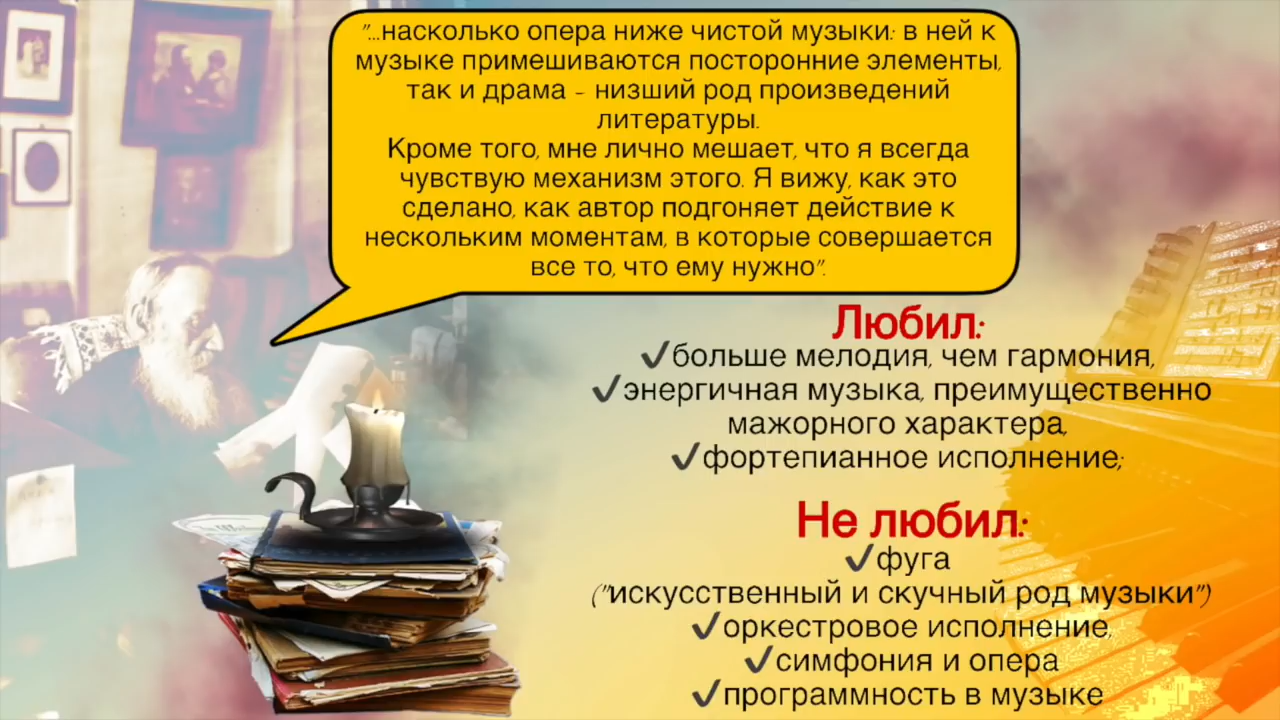 "...насколько опера ниже чистой музыки: в ней к
музыке примешиваются посторонние элементы,
так и драма - низший род произведений
литературы.
Кроме того, мне лично мешает, что я всегда
чувствую механизм этого. Я вижу, как это
сделано, как автор подгоняет действие к
нескольким моментам, в которые совершается
все то, что ему нужно".
Любил:
✔больше мелодия, чем гармония,
✔энергичная музыка, преимущественно
мажорного характера,
✔фортепианное исполнение;
Не любил:
✔фуга
("искусственный и скучный род музыки")
✔оркестровое исполнение,
✔симфония и опера
✔программность в музыке